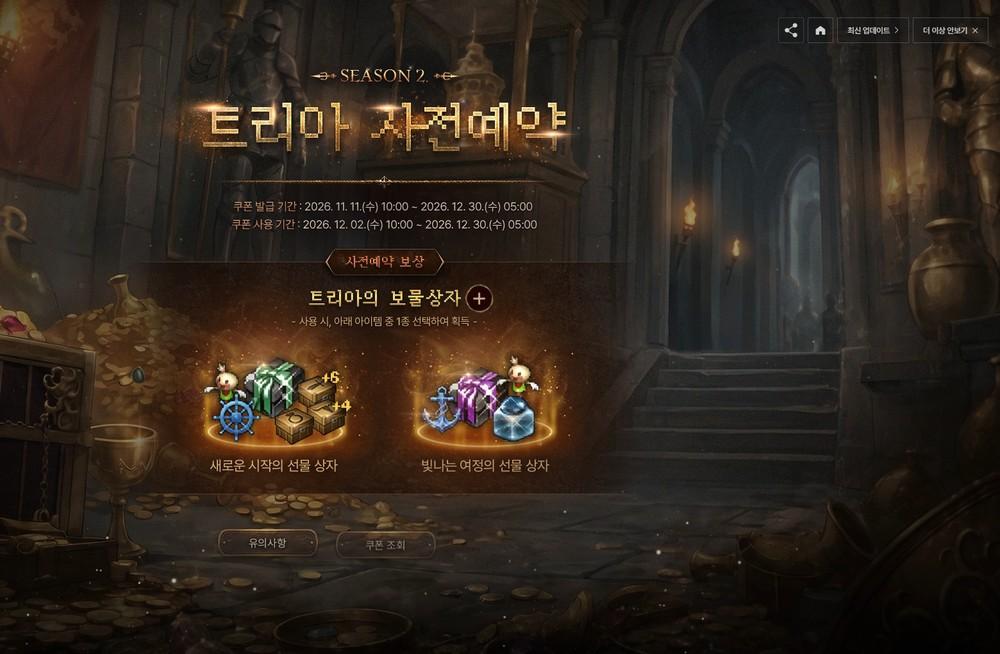 최신 업데이트 >
더 이상 안보기 ×
SEASON 2.
트리아 사전예약
쿠폰 발급 기간 : 2026. 11. 11.(수) 10:00 ~ 2026. 12. 30.(수) 05:00
쿠폰 사용 기간 : 2026. 12. 02.(수) 10:00 ~ 2026. 12. 30.(수) 05:00
사전예약 보상
트리아의 보물상자 +
- 사용 시, 아래 아이템 중 1종 선택하여 획득 -
+6
+4
새로운 시작의 선물 상자
빛나는 여정의 선물 상자
유의사항
쿠폰 조회